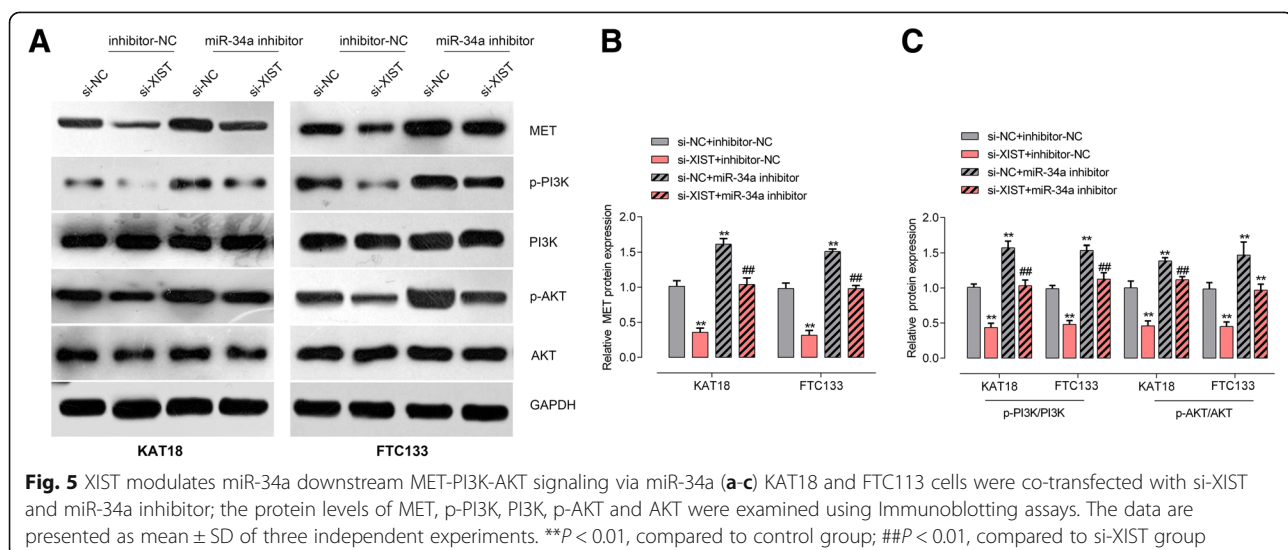 A
inhibitor-NC miR-34a inhibitor inhibitor-NC miR-34a inhibitor
si-NC si-XIST si-NC si-XIST si-NC si-XIST si-NC si-XIST
MET
p-PI3K
PI3K
p-AKT
AKT
GAPDH
KAT18 FTC133
B
si-NC+inhibitor-NC
si-XIST+inhibitor-NC
si-NC+miR-34a inhibitor
si-XIST+miR-34a inhibitor
Relative MET protein expression
2.0
1.5
1.0
0.5
0.0
** ** ## ** ** ##
KAT18 FTC133
C
si-NC+inhibitor-NC
si-XIST+inhibitor-NC
si-NC+miR-34a inhibitor
si-XIST+miR-34a inhibitor
Relative protein expression
2.0
1.5
1.0
0.5
0.0
** ** ## ** ** ## ** ** ## ** ** **
KAT18 FTC133 KAT18 FTC133
p-PI3K/PI3K p-AKT/AKT
Fig. 5 XIST modulates miR-34a downstream MET-PI3K-AKT signaling via miR-34a (a-c) KAT18 and FTC113 cells were co-transfected with si-XIST
and miR-34a inhibitor; the protein levels of MET, p-PI3K, PI3K, p-AKT and AKT were examined using Immunoblotting assays. The data are
presented as mean ± SD of three independent experiments. **P < 0.01, compared to control group; ##P < 0.01, compared to si-XIST group